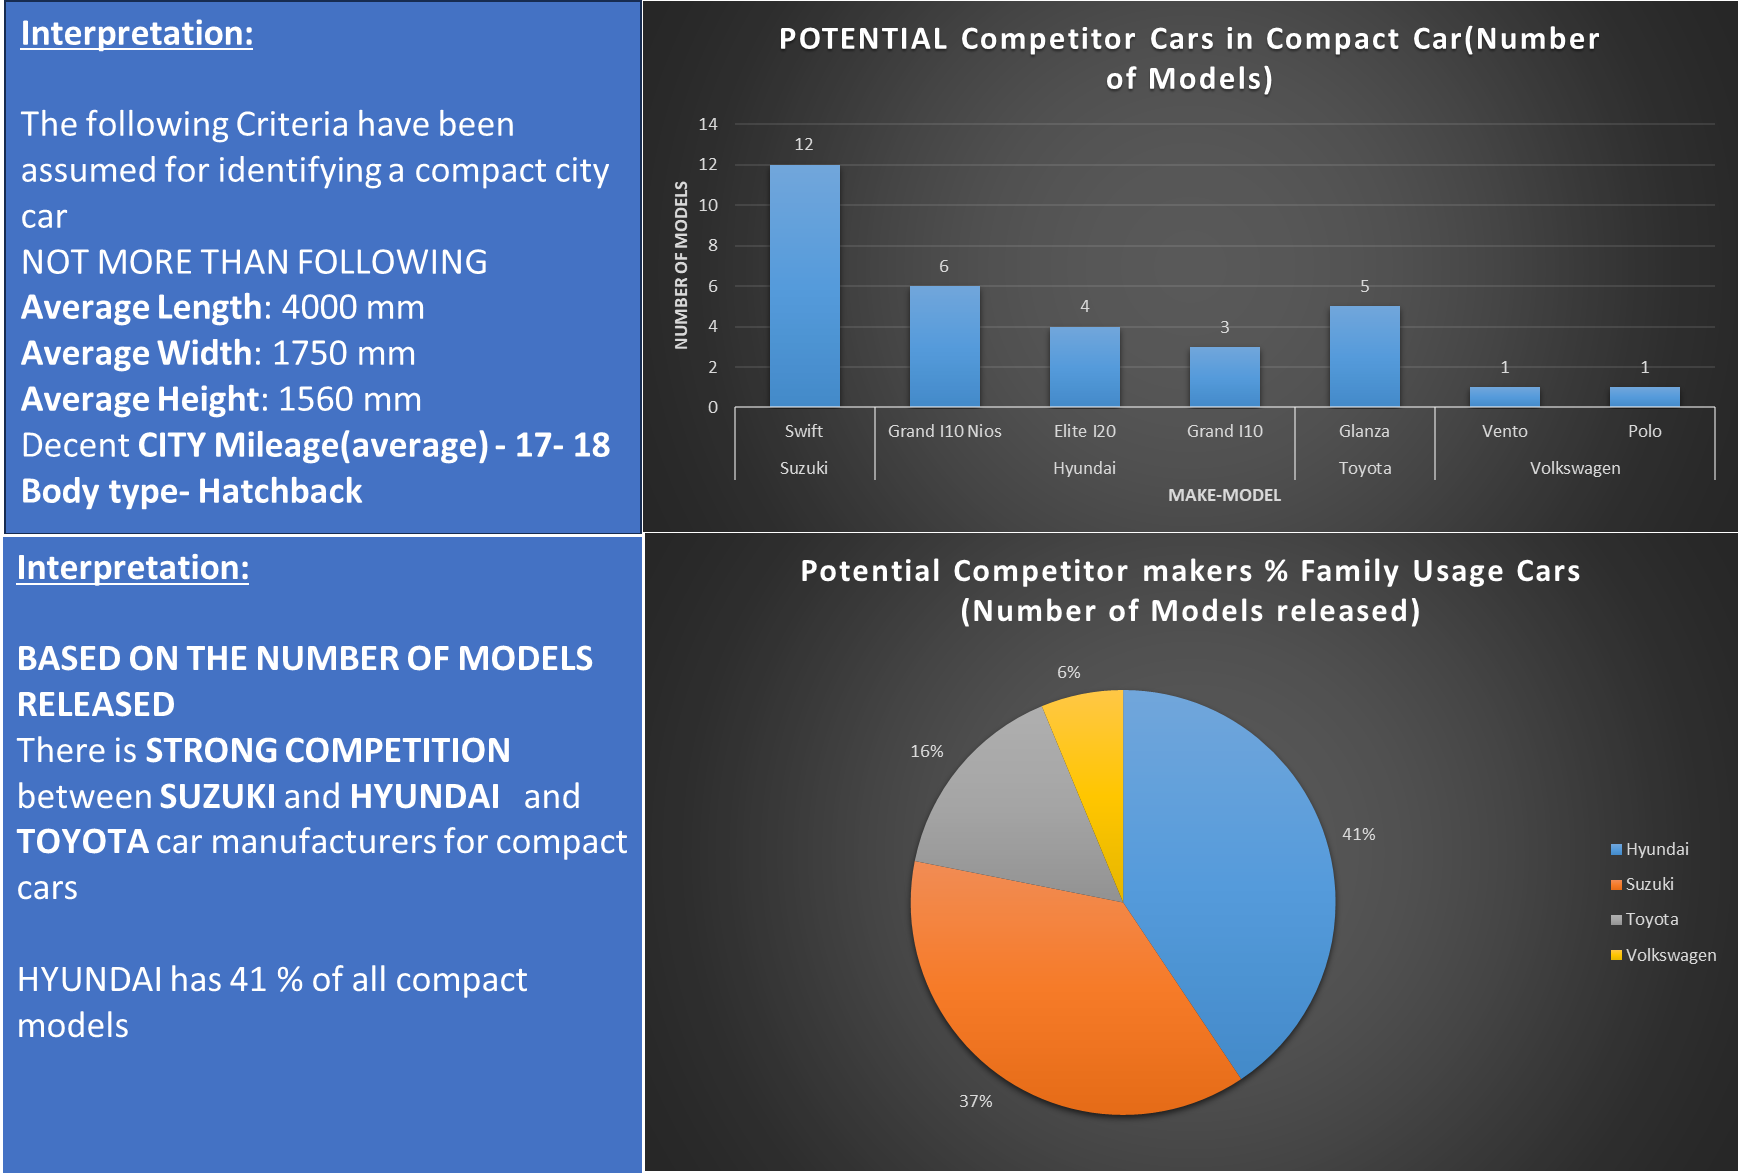 Interpretation:
The following Criteria have been
assumed for identifying a compact city
car
NOT MORE THAN FOLLOWING
Average Length: 4000 mm
Average Width: 1750 mm
Average Height: 1560 mm
Decent CITY Mileage(average) - 17- 18
Body type- Hatchback
POTENTIAL Competitor Cars in Compact Car(Number
of Models)
NUMBER OF MODELS
14
12
10
8
6
4
2
0
12
6
4
3
5
1
1
Swift
Grand I10 Nios
Elite I20
Grand I10
Glanza
Vento
Polo
Suzuki
Hyundai
Toyota
Volkswagen
MAKE-MODEL
Interpretation:
BASED ON THE NUMBER OF MODELS
RELEASED
There is STRONG COMPETITION
between SUZUKI and HYUNDAI and
TOYOTA car manufacturers for compact
cars
HYUNDAI has 41 % of all compact
models
Potential Competitor makers % Family Usage Cars
(Number of Models released)
6%
16%
41%
37%
Hyundai
Suzuki
Toyota
Volkswagen